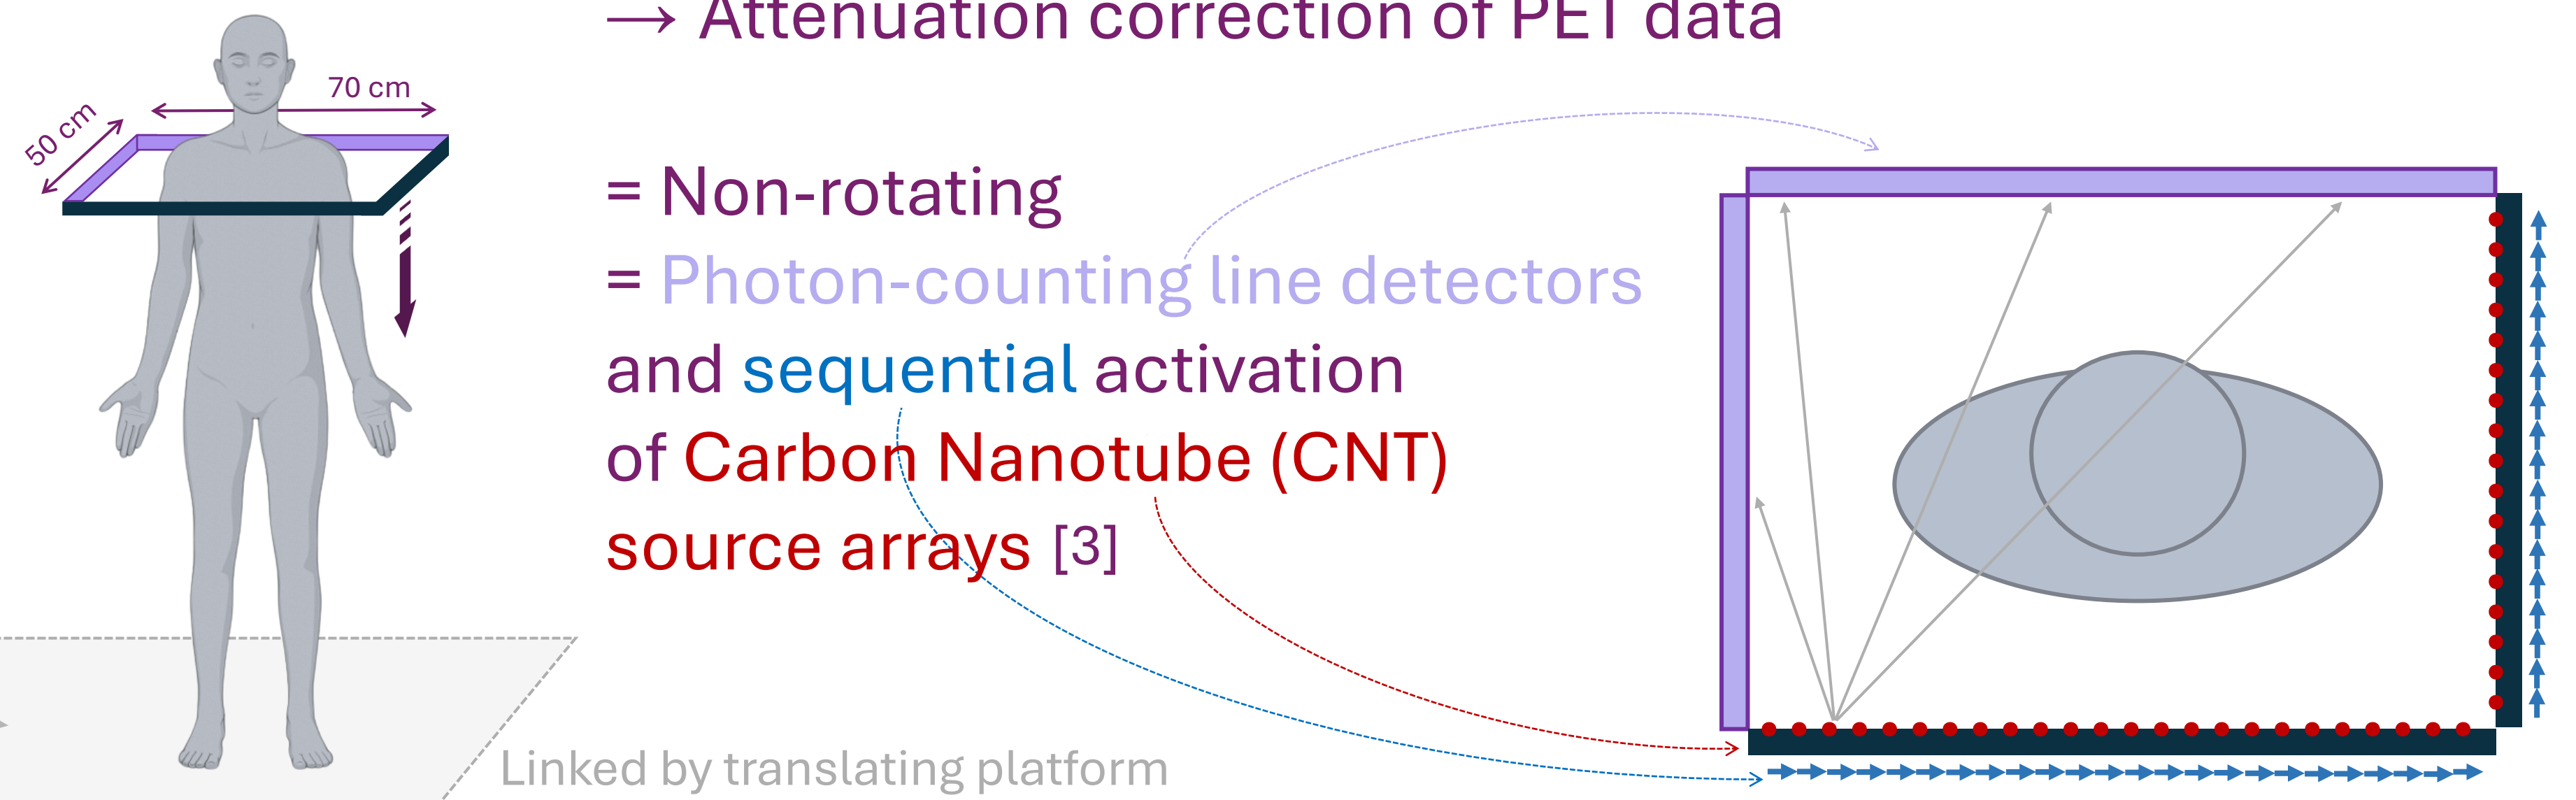 → Attenuation correction of PET data
70 cm
50 cm
= Non-rotating
= Photon-counting line detectors
and sequential activation
of Carbon Nanotube (CNT)
source arrays [3]
Linked by translating platform